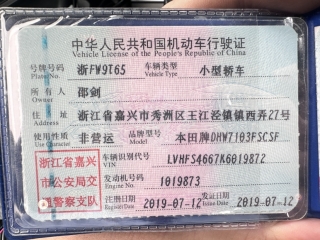 中华人民共和国机动车行驶证
Vehicle License of the People's Republic of China
号牌号码 Plate No. 浙FW9T65 车辆类型 Vehicle Type 小型轿车
所有人 Owner 邵剑
住址 Address 浙江省嘉兴市秀洲区王江泾镇镇西弄27号
使用性质 Use Character 非营运 品牌型号 Model 本田牌DHW7103FSCSF
浙江省嘉兴
市公安局交
通警察支队
车辆识别代号 VIN LVHFS4667K6019872
发动机号码 Engine No. 1019873
注册日期 Register Date 2019-07-12 发证日期 Issue Date 2019-07-12